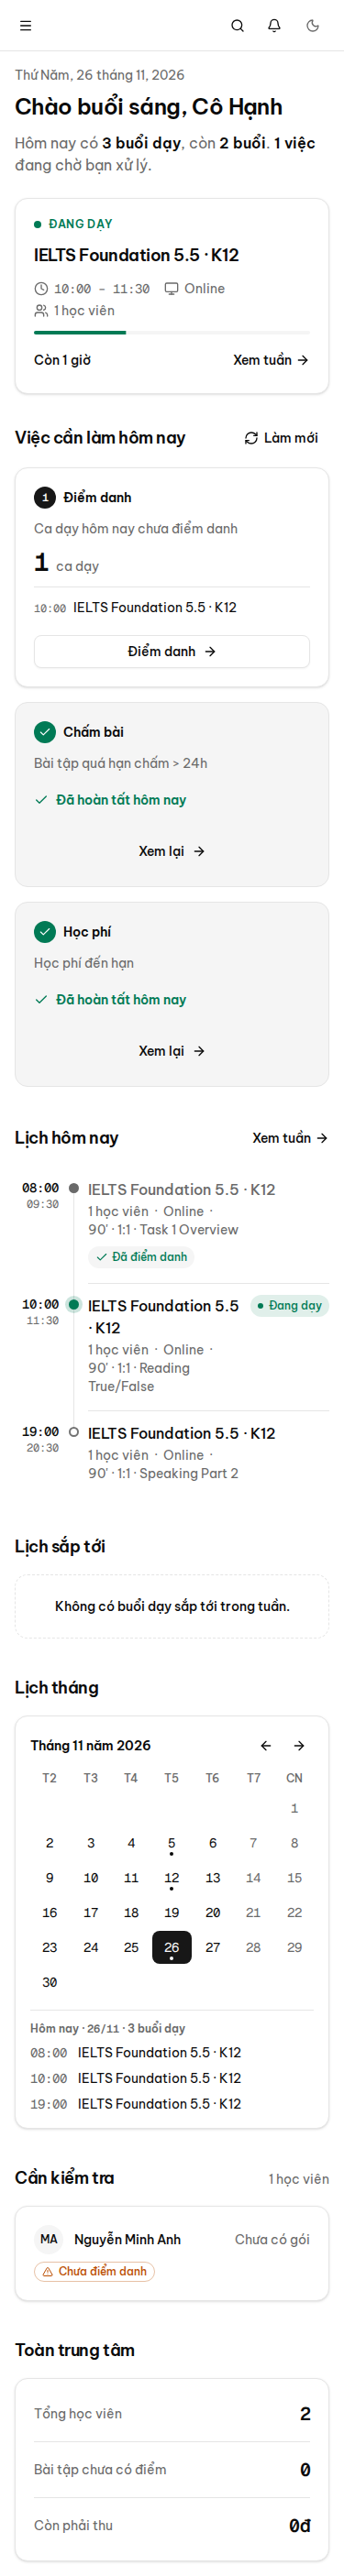 Thứ Năm, 26 tháng 11, 2026
Chào buổi sáng, Cô Hạnh
Hôm nay có 3 buổi dạy, còn 2 buổi. 1 việc
đang chờ bạn xử lý.
ĐANG DẠY
IELTS Foundation 5.5 · K12
10:00 – 11:30 Online
1 học viên
Còn 1 giờ Xem tuần →
Việc cần làm hôm nay Làm mới
1 Điểm danh
Ca dạy hôm nay chưa điểm danh
1 ca dạy
10:00 IELTS Foundation 5.5 · K12
Điểm danh →
Chấm bài
Bài tập quá hạn chấm > 24h
Đã hoàn tất hôm nay
Xem lại →
Học phí
Học phí đến hạn
Đã hoàn tất hôm nay
Xem lại →
Lịch hôm nay Xem tuần →
08:00 IELTS Foundation 5.5 · K12
09:30 1 học viên · Online ·
90' · 1:1 · Task 1 Overview
Đã điểm danh
10:00 IELTS Foundation 5.5 Đang dạy
11:30 · K12
1 học viên · Online ·
90' · 1:1 · Reading
True/False
19:00 IELTS Foundation 5.5 · K12
20:30 1 học viên · Online ·
90' · 1:1 · Speaking Part 2
Lịch sắp tới
Không có buổi dạy sắp tới trong tuần.
Lịch tháng
Tháng 11 năm 2026 ← →
T2 T3 T4 T5 T6 T7 CN
1
2 3 4 5 6 7 8
9 10 11 12 13 14 15
16 17 18 19 20 21 22
23 24 25 26 27 28 29
30
Hôm nay · 26/11 · 3 buổi dạy
08:00 IELTS Foundation 5.5 · K12
10:00 IELTS Foundation 5.5 · K12
19:00 IELTS Foundation 5.5 · K12
Cần kiểm tra 1 học viên
MA Nguyễn Minh Anh Chưa có gói
Chưa điểm danh
Toàn trung tâm
Tổng học viên 2
Bài tập chưa có điểm 0
Còn phải thu 0đ